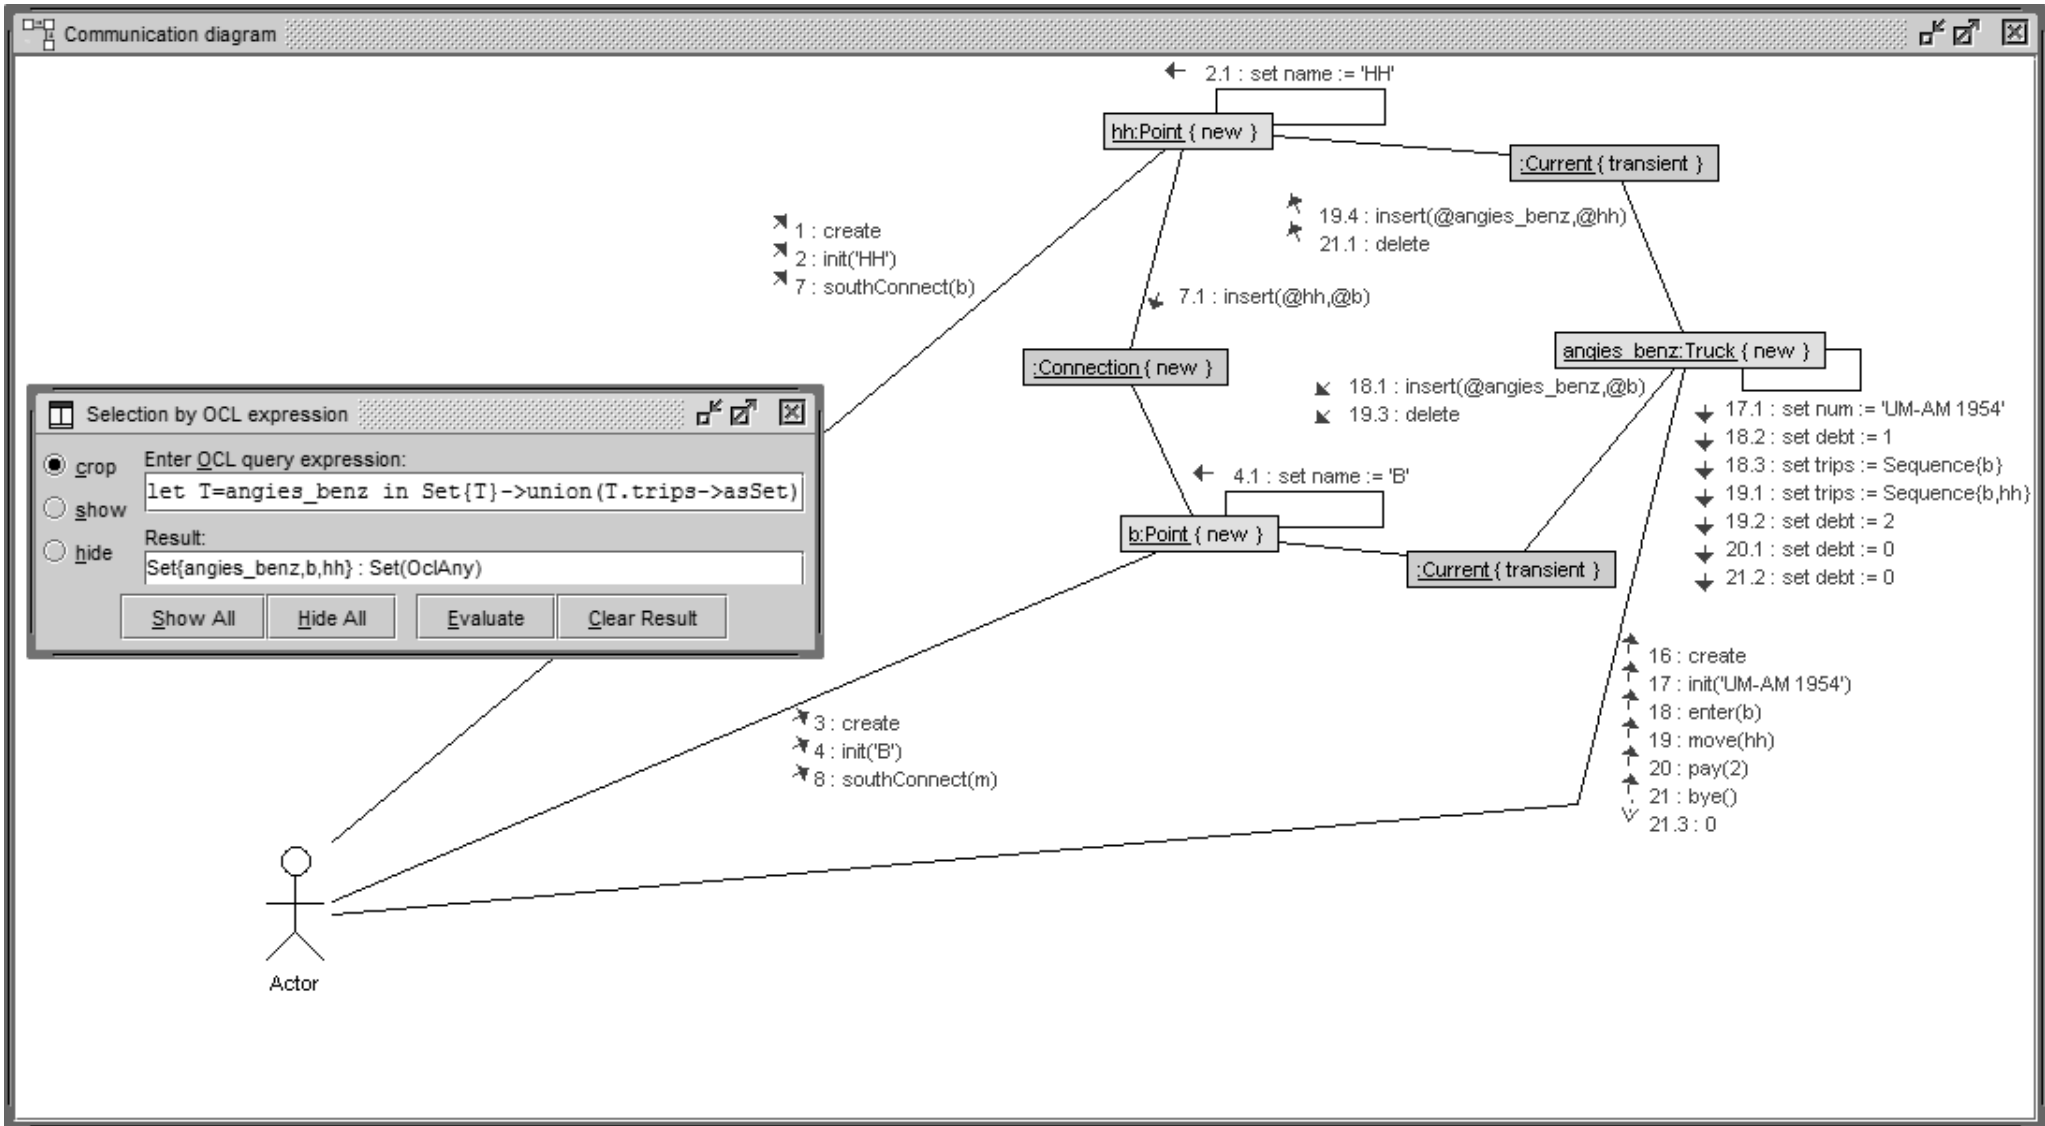 Communication diagram
2.1 : set name := 'HH'
hh:Point { new }
:Current { transient }
1 : create
2 : init('HH')
7 : southConnect(b)
19.4 : insert(@angies_benz,@hh)
21.1 : delete
7.1 : insert(@hh,@b)
:Connection { new }
angies_benz:Truck { new }
18.1 : insert(@angies_benz,@b)
19.3 : delete
17.1 : set num := 'UM-AM 1954'
18.2 : set debt := 1
18.3 : set trips := Sequence{b}
19.1 : set trips := Sequence{b,hh}
19.2 : set debt := 2
20.1 : set debt := 0
21.2 : set debt := 0
Selection by OCL expression
crop
show
hide
Enter OCL query expression:
let T=angies_benz in Set{T}->union(T.trips->asSet)
Result:
Set{angies_benz,b,hh} : Set(OclAny)
Show All
Hide All
Evaluate
Clear Result
4.1 : set name := 'B'
b:Point { new }
:Current { transient }
16 : create
17 : init('UM-AM 1954')
18 : enter(b)
19 : move(hh)
20 : pay(2)
21 : bye()
21.3 : 0
3 : create
4 : init('B')
8 : southConnect(m)
Actor